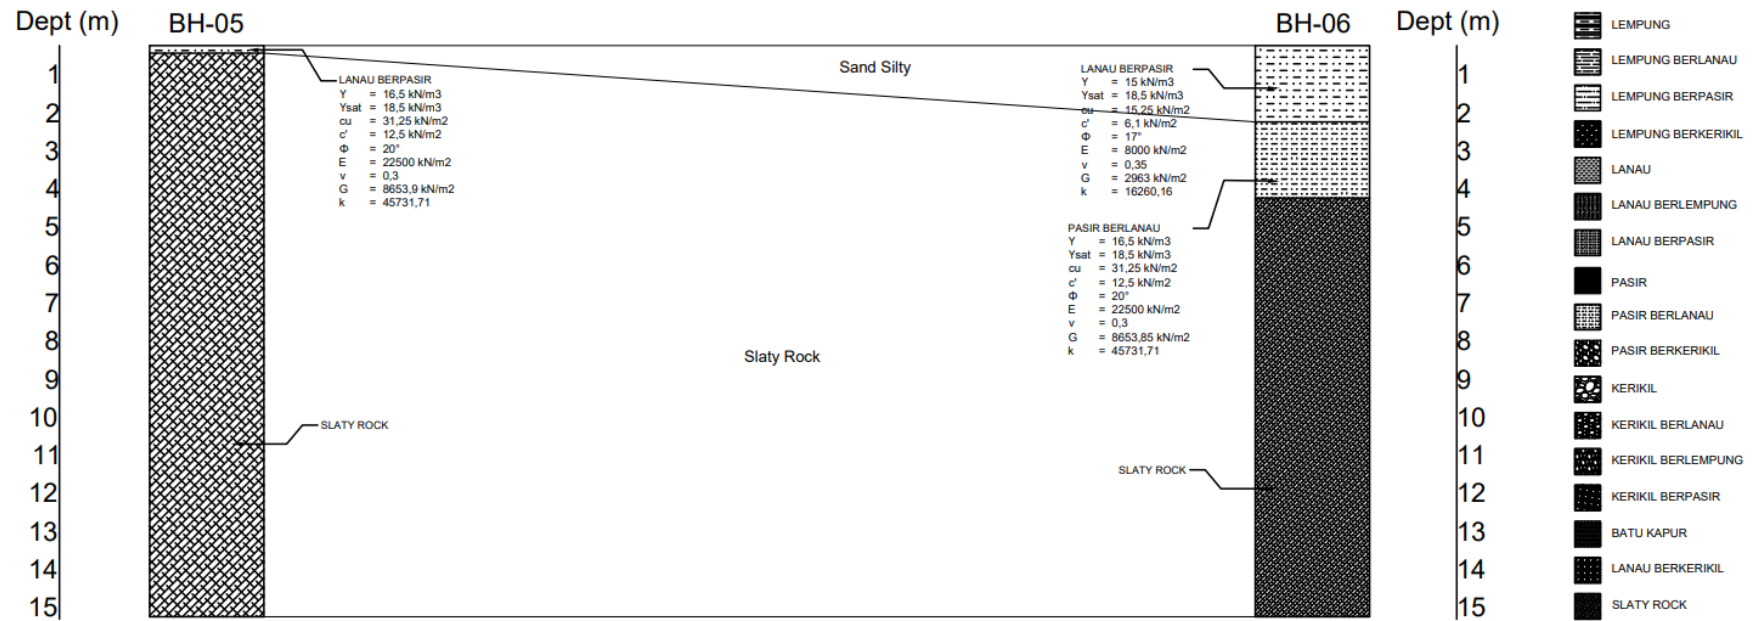 Dept (m)
BH-05
BH-06
Dept (m)
1
2
3
4
5
6
7
8
9
10
11
12
13
14
15
LANAU BERPASIR
Y = 16,5 kN/m3
Ysat = 18,5 kN/m3
cu = 31,25 kN/m2
c' = 12,5 kN/m2
Φ = 20°
E = 22500 kN/m2
v = 0,3
G = 8653,9 kN/m2
k = 45731,71
SLATY ROCK
Sand Silty
Slaty Rock
LANAU BERPASIR
Y = 15 kN/m3
Ysat = 18,5 kN/m3
cu = 15,25 kN/m2
c' = 6,1 kN/m2
Φ = 17°
E = 8000 kN/m2
v = 0,35
G = 2963 kN/m2
k = 16260,16
PASIR BERLANAU
Y = 16,5 kN/m3
Ysat = 18,5 kN/m3
cu = 31,25 kN/m2
c' = 12,5 kN/m2
Φ = 20°
E = 22500 kN/m2
v = 0,3
G = 8653,85 kN/m2
k = 45731,71
SLATY ROCK
1
2
3
4
5
6
7
8
9
10
11
12
13
14
15
LEMPUNG
LEMPUNG BERLANAU
LEMPUNG BERPASIR
LEMPUNG BERKERIKIL
LANAU
LANAU BERLEMPUNG
LANAU BERPASIR
PASIR
PASIR BERLANAU
PASIR BERKERIKIL
KERIKIL
KERIKIL BERLANAU
KERIKIL BERLEMPUNG
KERIKIL BERPASIR
BATU KAPUR
LANAU BERKERIKIL
SLATY ROCK